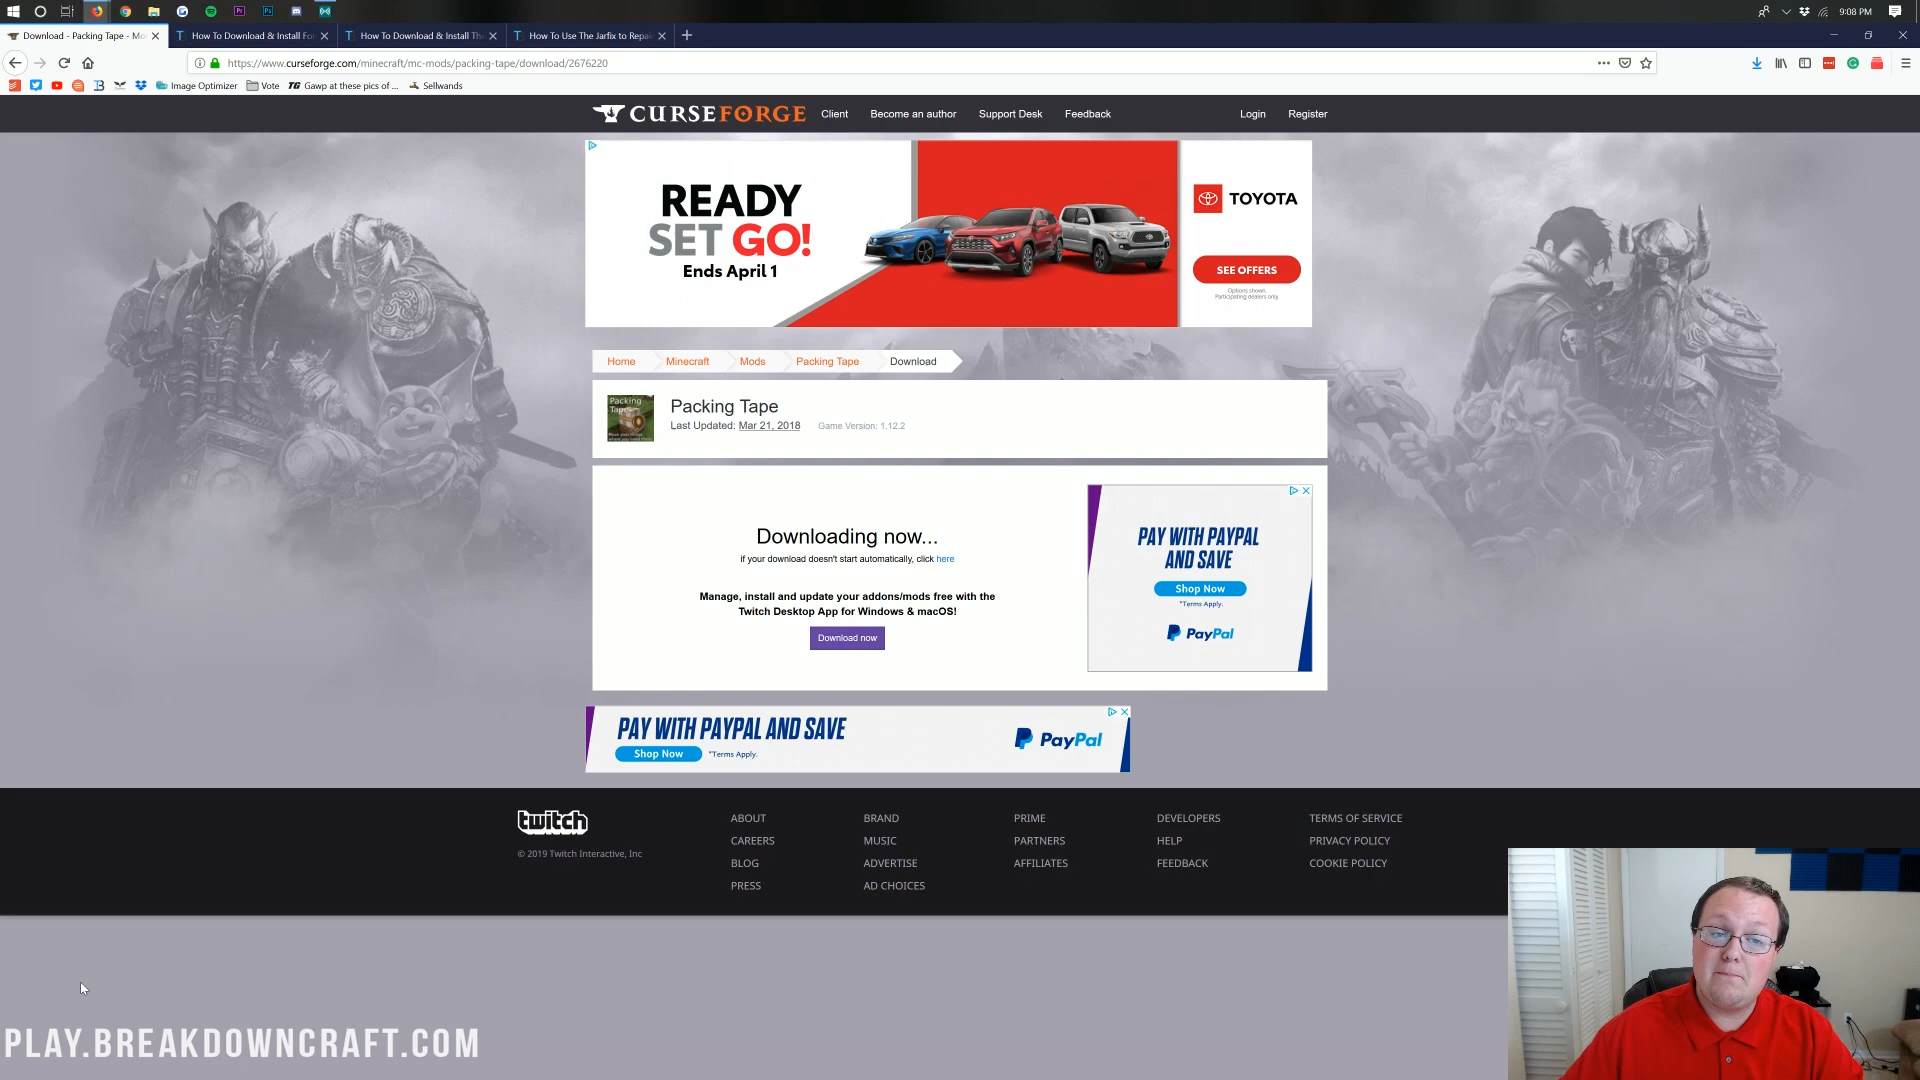 9:08 PM
Download - Packing Tape - Mo
How To Download & Install Fo
How To Download & Install Th
How To Use The Jarfix to Repai
https://www.curseforge.com/minecraft/mc-mods/packing-tape/download/2676220
Image Optimizer
Vote
TG Gawp at these pics of ...
Sellwands
CURSEFORGE
Client
Become an author
Support Desk
Feedback
Login
Register
READY
SET GO!
Ends April 1
TOYOTA
SEE OFFERS
Options shown.
Participating dealers only.
Home
Minecraft
Mods
Packing Tape
Download
Packing
Tape
Packing Tape
Last Updated: Mar 21, 2018
Game Version: 1.12.2
Downloading now...
if your download doesn't start automatically, click here
Manage, install and update your addons/mods free with the
Twitch Desktop App for Windows & macOS!
Download now
PAY WITH PAYPAL
AND SAVE
Shop Now
*Terms Apply.
PayPal
PAY WITH PAYPAL AND SAVE
Shop Now
*Terms Apply.
PayPal
twitch
© 2019 Twitch Interactive, Inc
ABOUT
CAREERS
BLOG
PRESS
BRAND
MUSIC
ADVERTISE
AD CHOICES
PRIME
PARTNERS
AFFILIATES
DEVELOPERS
HELP
FEEDBACK
TERMS OF SERVICE
PRIVACY POLICY
COOKIE POLICY
PLAY.BREAKDOWNCRAFT.COM